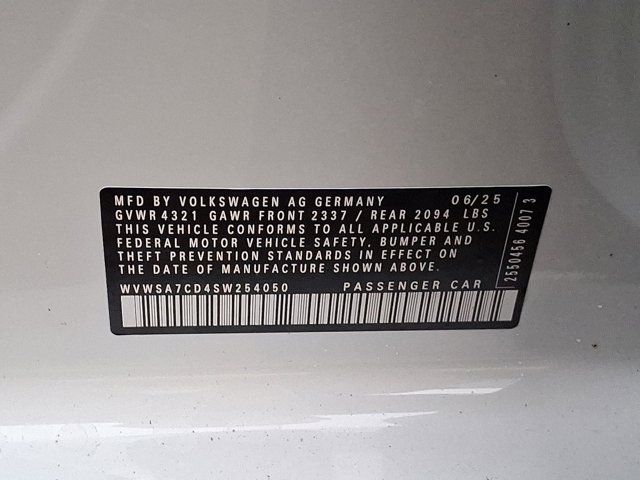 MFD BY VOLKSWAGEN AG GERMANY 06/25
GVWR 4321 GAWR FRONT 2337 / REAR 2094 LBS
THIS VEHICLE CONFORMS TO ALL APPLICABLE U.S.
FEDERAL MOTOR VEHICLE SAFETY, BUMPER AND
THEFT PREVENTION STANDARDS IN EFFECT ON
THE DATE OF MANUFACTURE SHOWN ABOVE.
WVWSA7CD4SW254050 PASSENGER CAR
2550456 4007 3